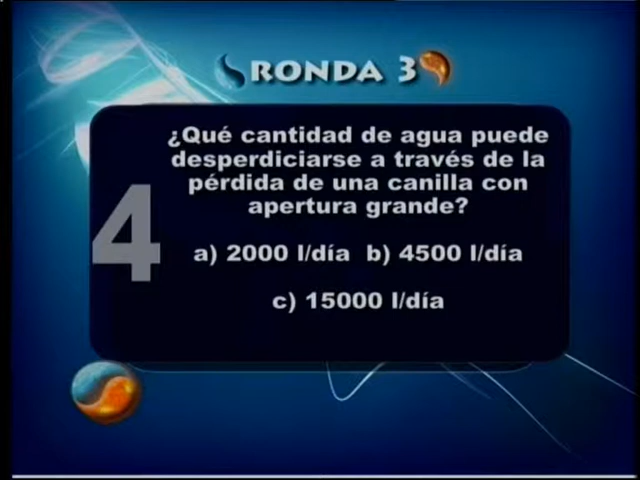 RONDA 3
¿Qué cantidad de agua puede
desperdiciarse a través de la
pérdida de una canilla con
apertura grande?
4
a) 2000 l/día b) 4500 l/día
c) 15000 l/día